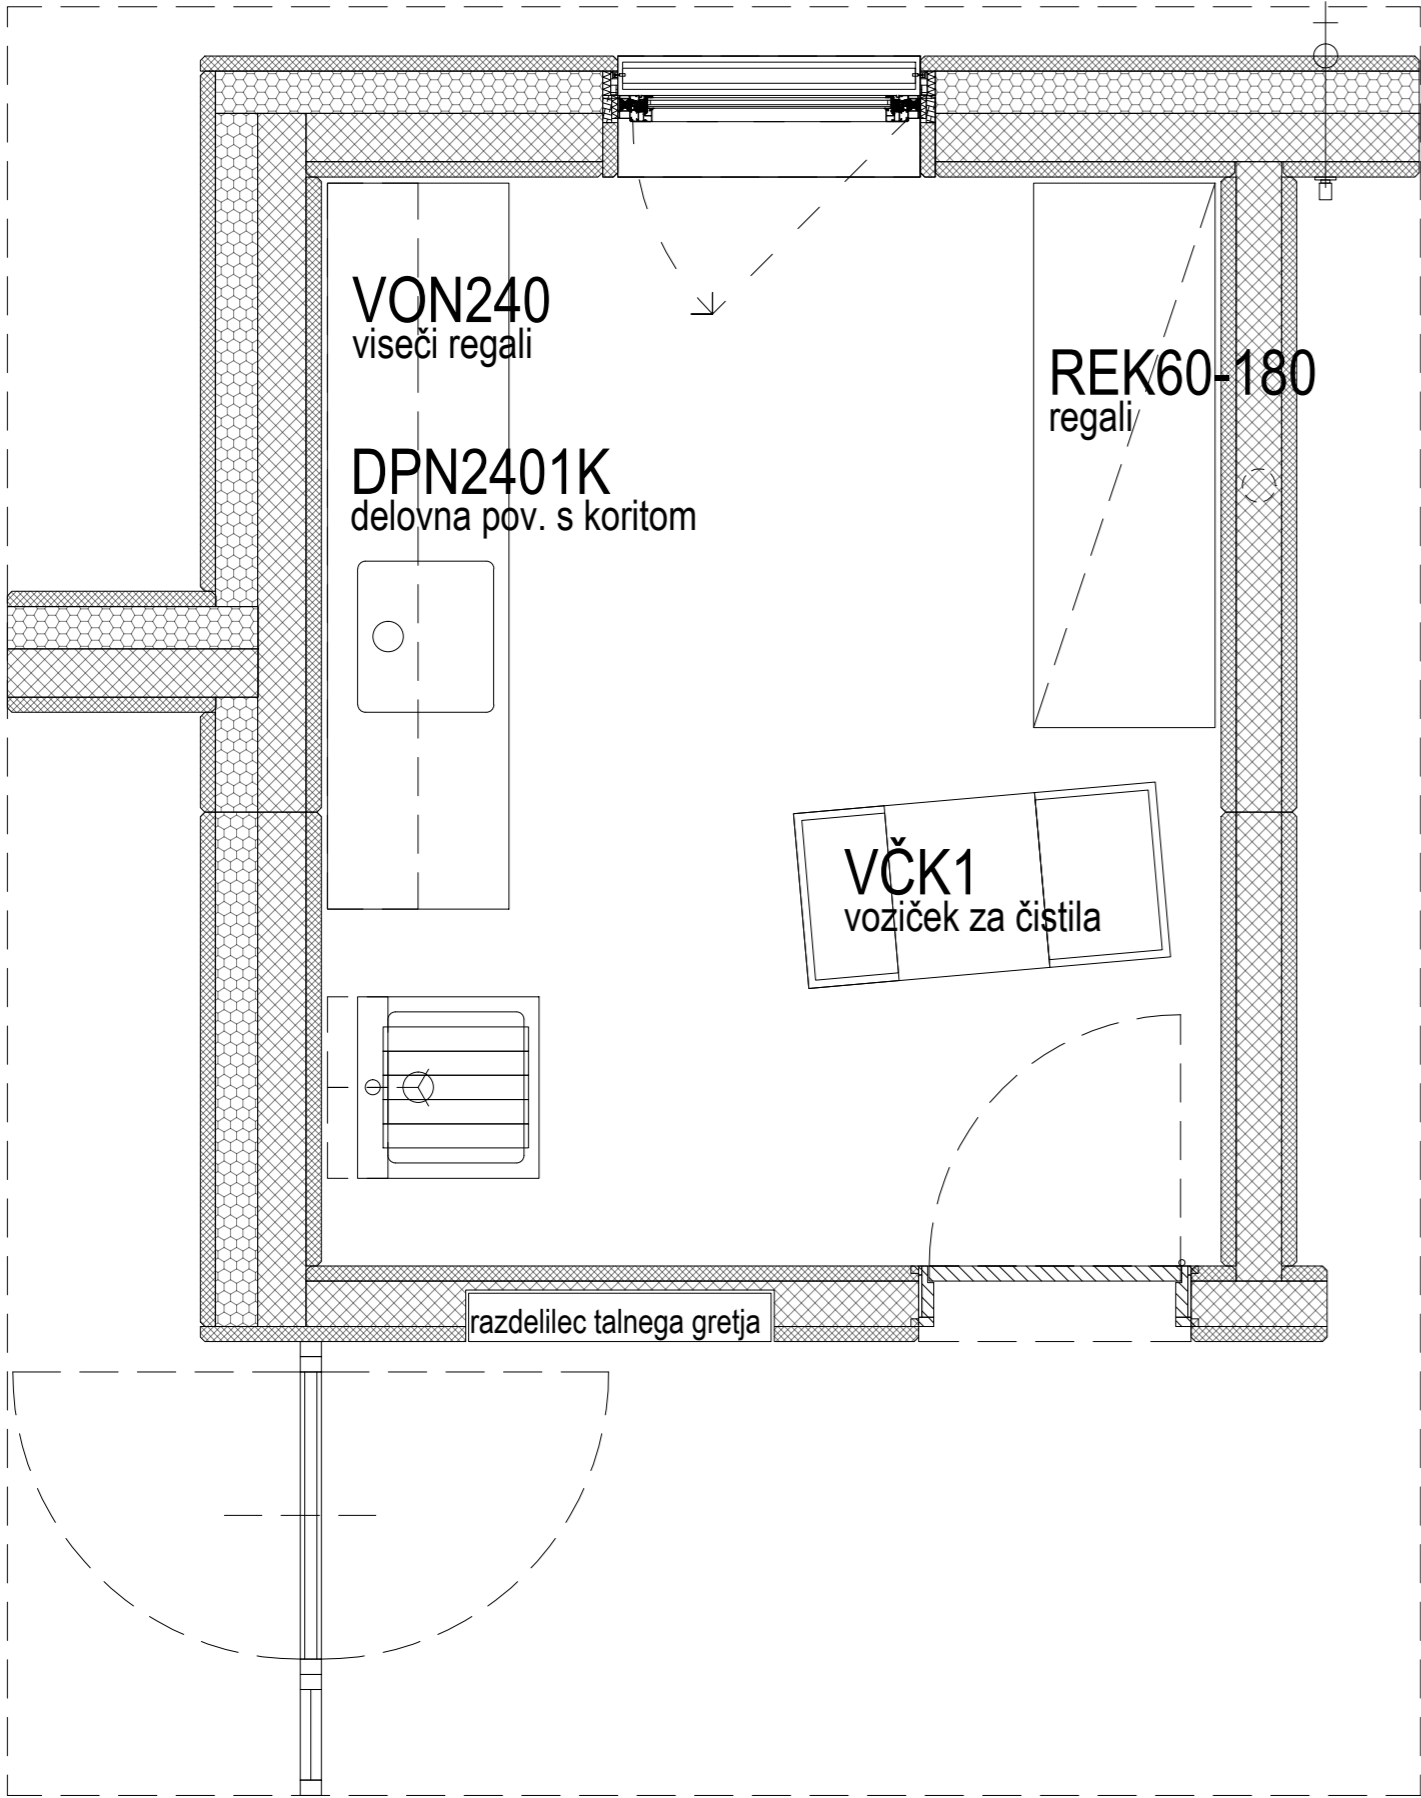 VON240
viseči regali
REK60-180
regali
DPN2401K
delovna pov. s koritom
VČK1
voziček za čistila
razdelilec talnega gretja